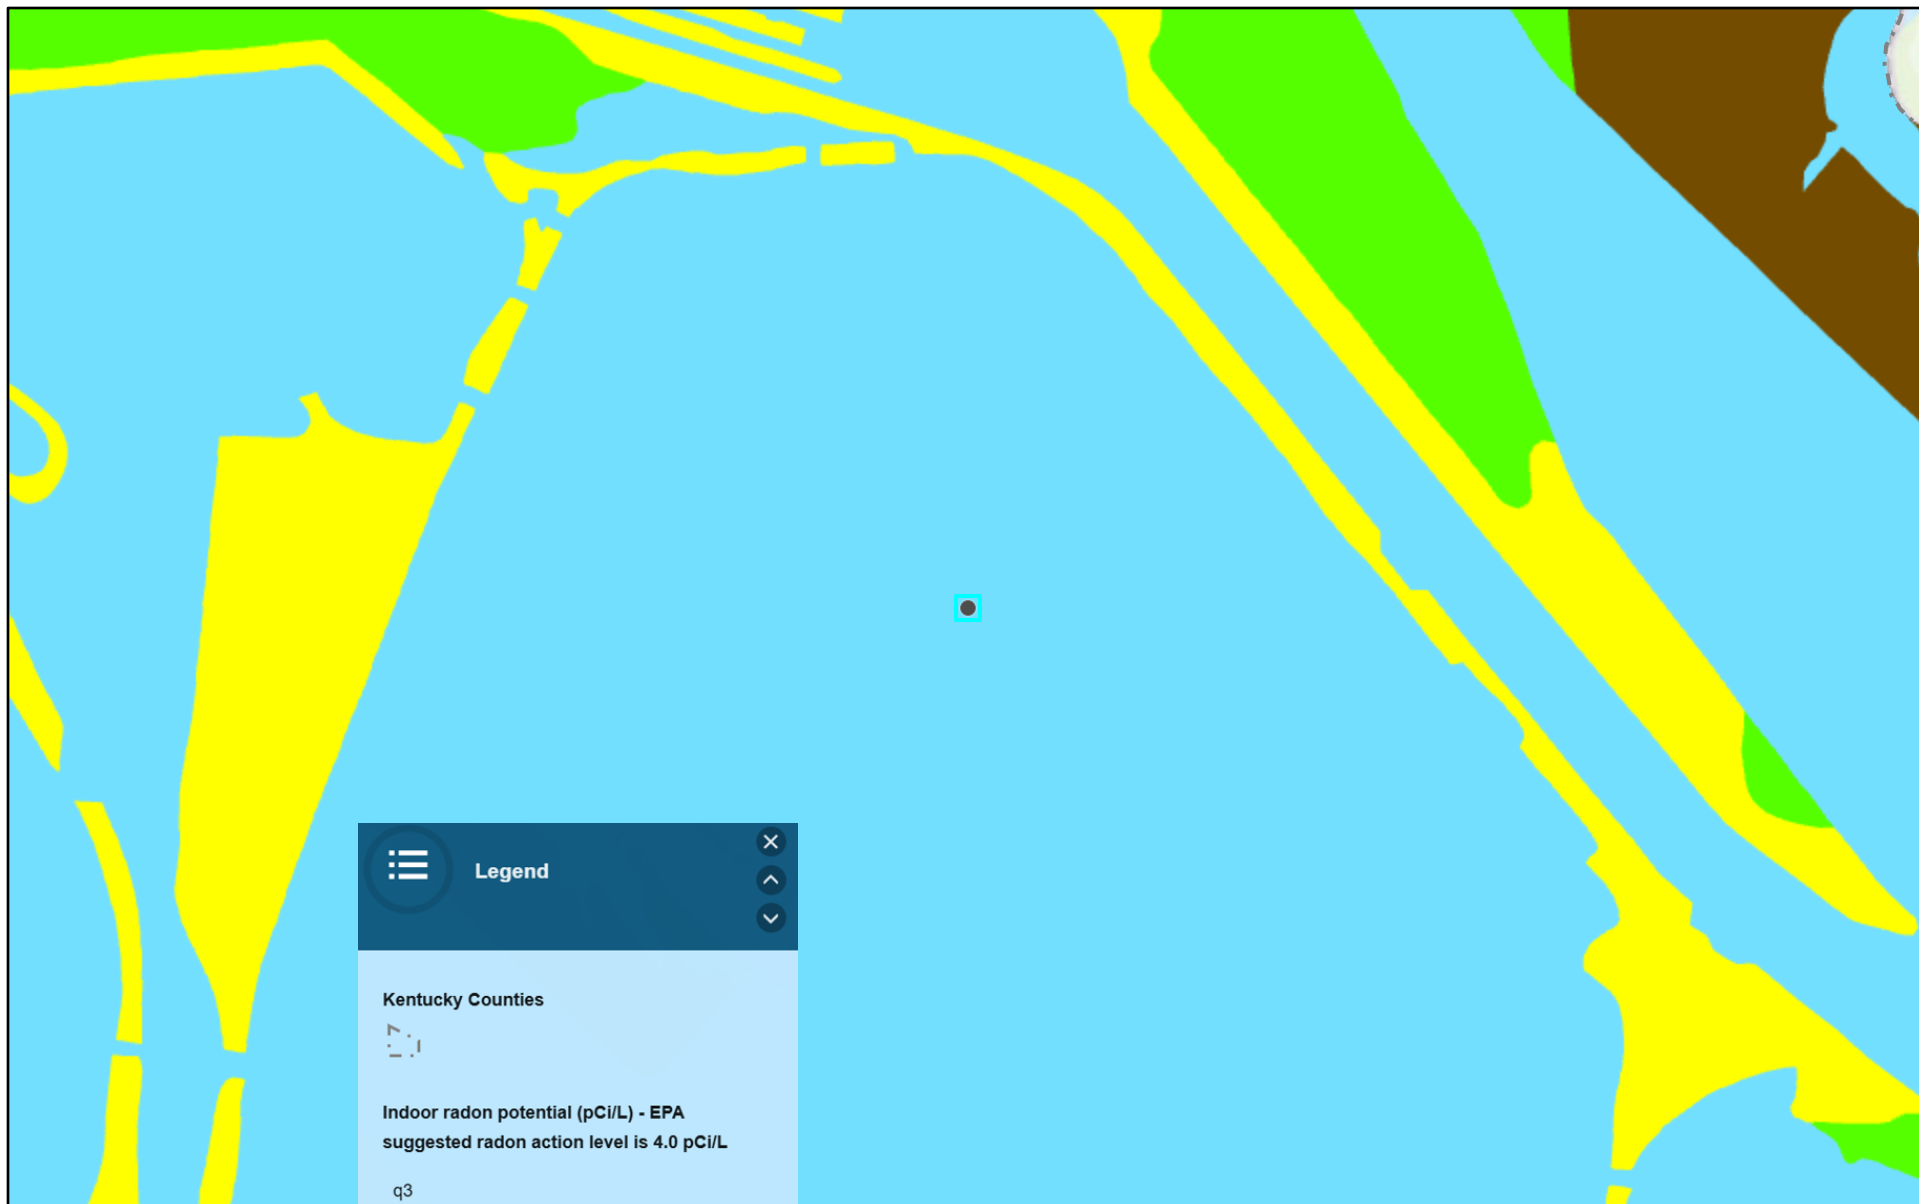 Legend
Kentucky Counties
Indoor radon potential (pCi/L) - EPA
suggested radon action level is 4.0 pCi/L
q3